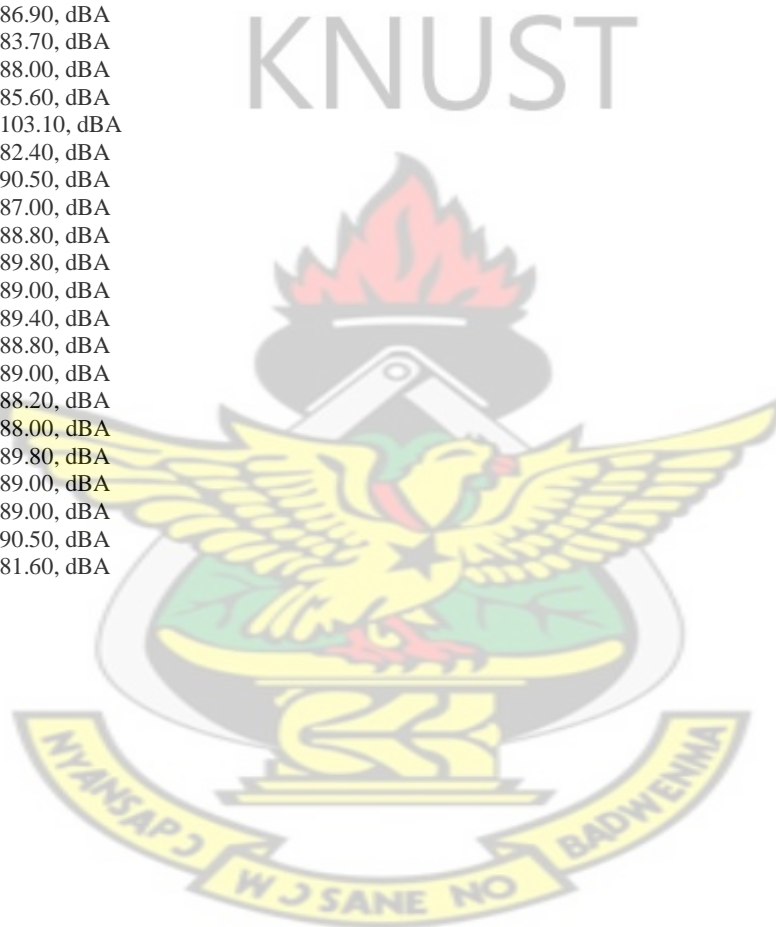 KNUST
86.90, dBA
83.70, dBA
88.00, dBA
85.60, dBA
103.10, dBA
82.40, dBA
90.50, dBA
87.00, dBA
88.80, dBA
89.80, dBA
89.00, dBA
89.40, dBA
88.80, dBA
89.00, dBA
88.20, dBA
88.00, dBA
89.80, dBA
89.00, dBA
89.00, dBA
90.50, dBA
81.60, dBA
NYANSAPƆ WƆSANE NO BADWENMA